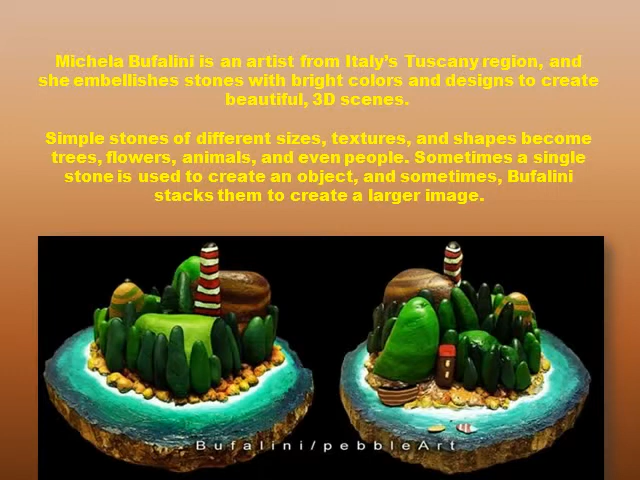 Michela Bufalini is an artist from Italy's Tuscany region, and
she embellishes stones with bright colors and designs to create
beautiful, 3D scenes.
Simple stones of different sizes, textures, and shapes become
trees, flowers, animals, and even people. Sometimes a single
stone is used to create an object, and sometimes, Bufalini
stacks them to create a larger image.
-Bufalini/pebbleArt